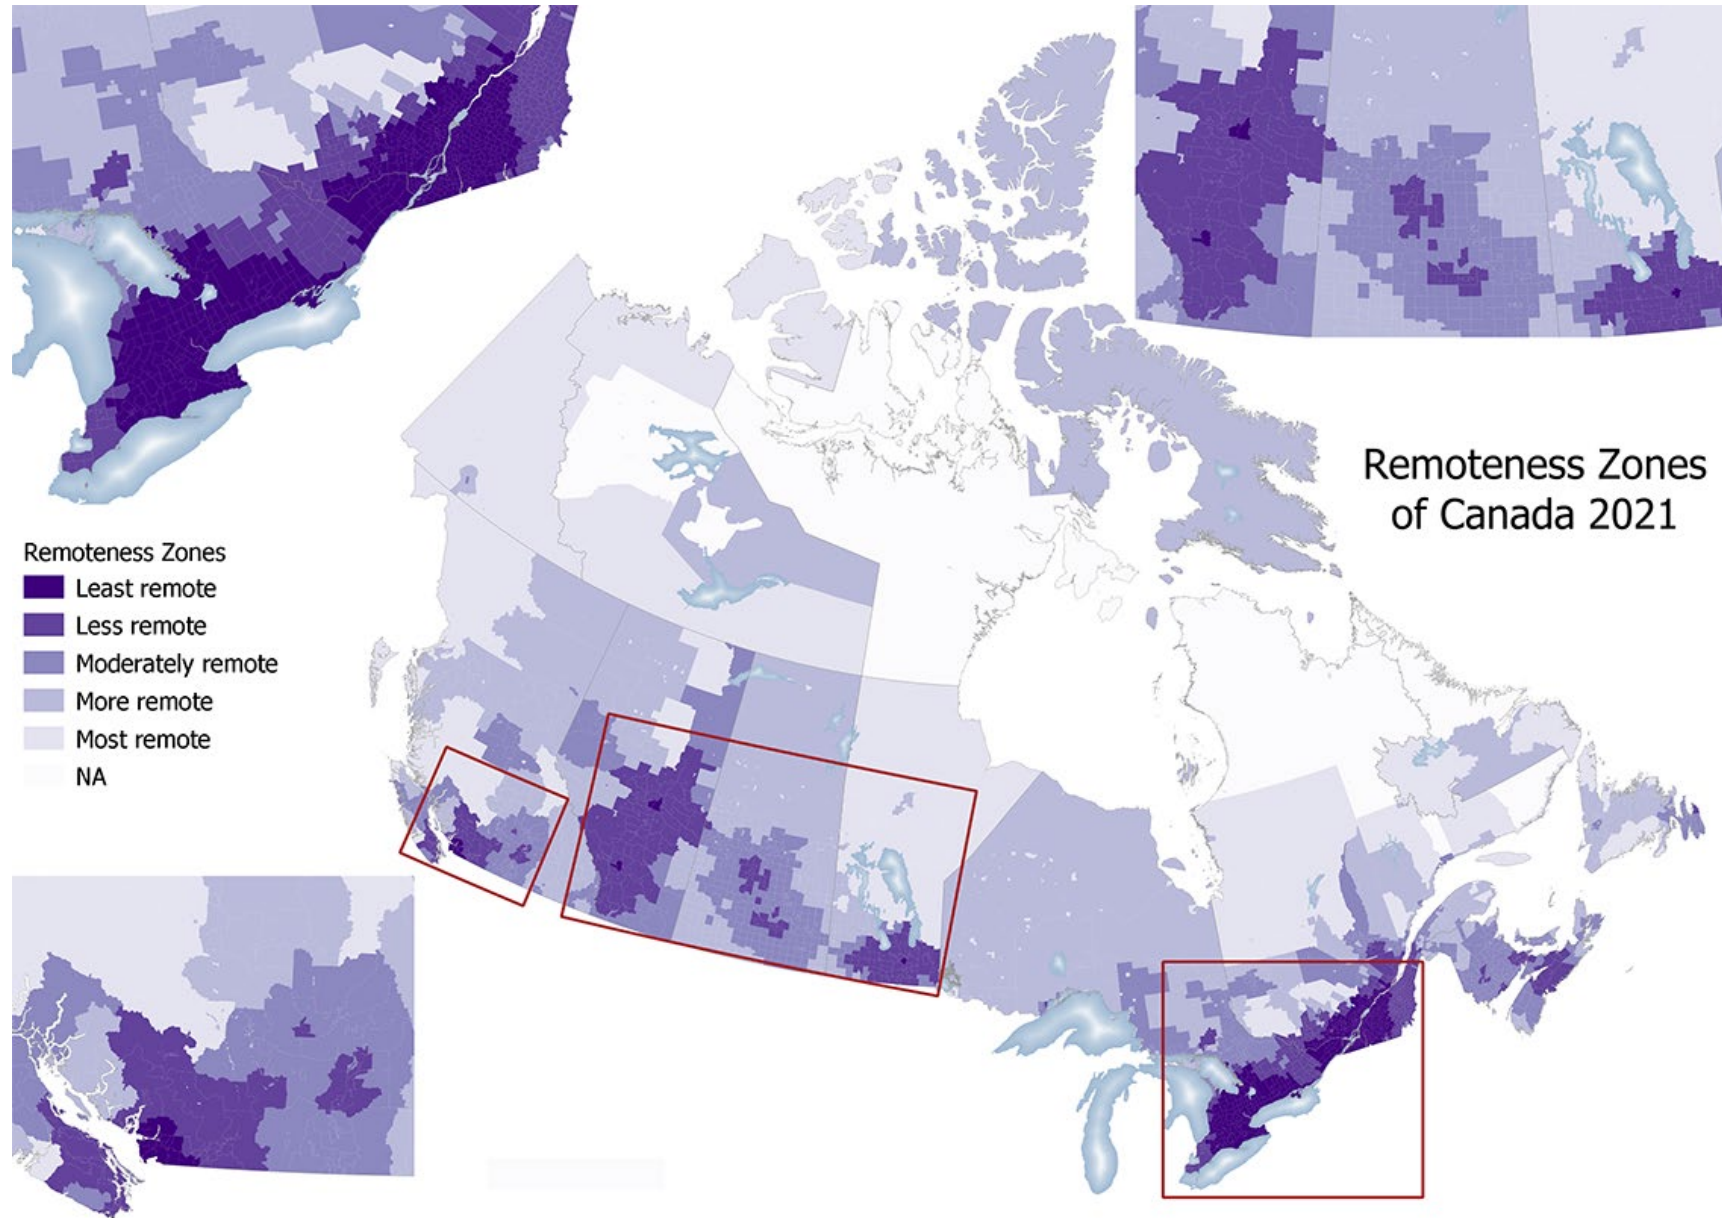 Remoteness Zones
of Canada 2021
Remoteness Zones
Least remote
Less remote
Moderately remote
More remote
Most remote
NA